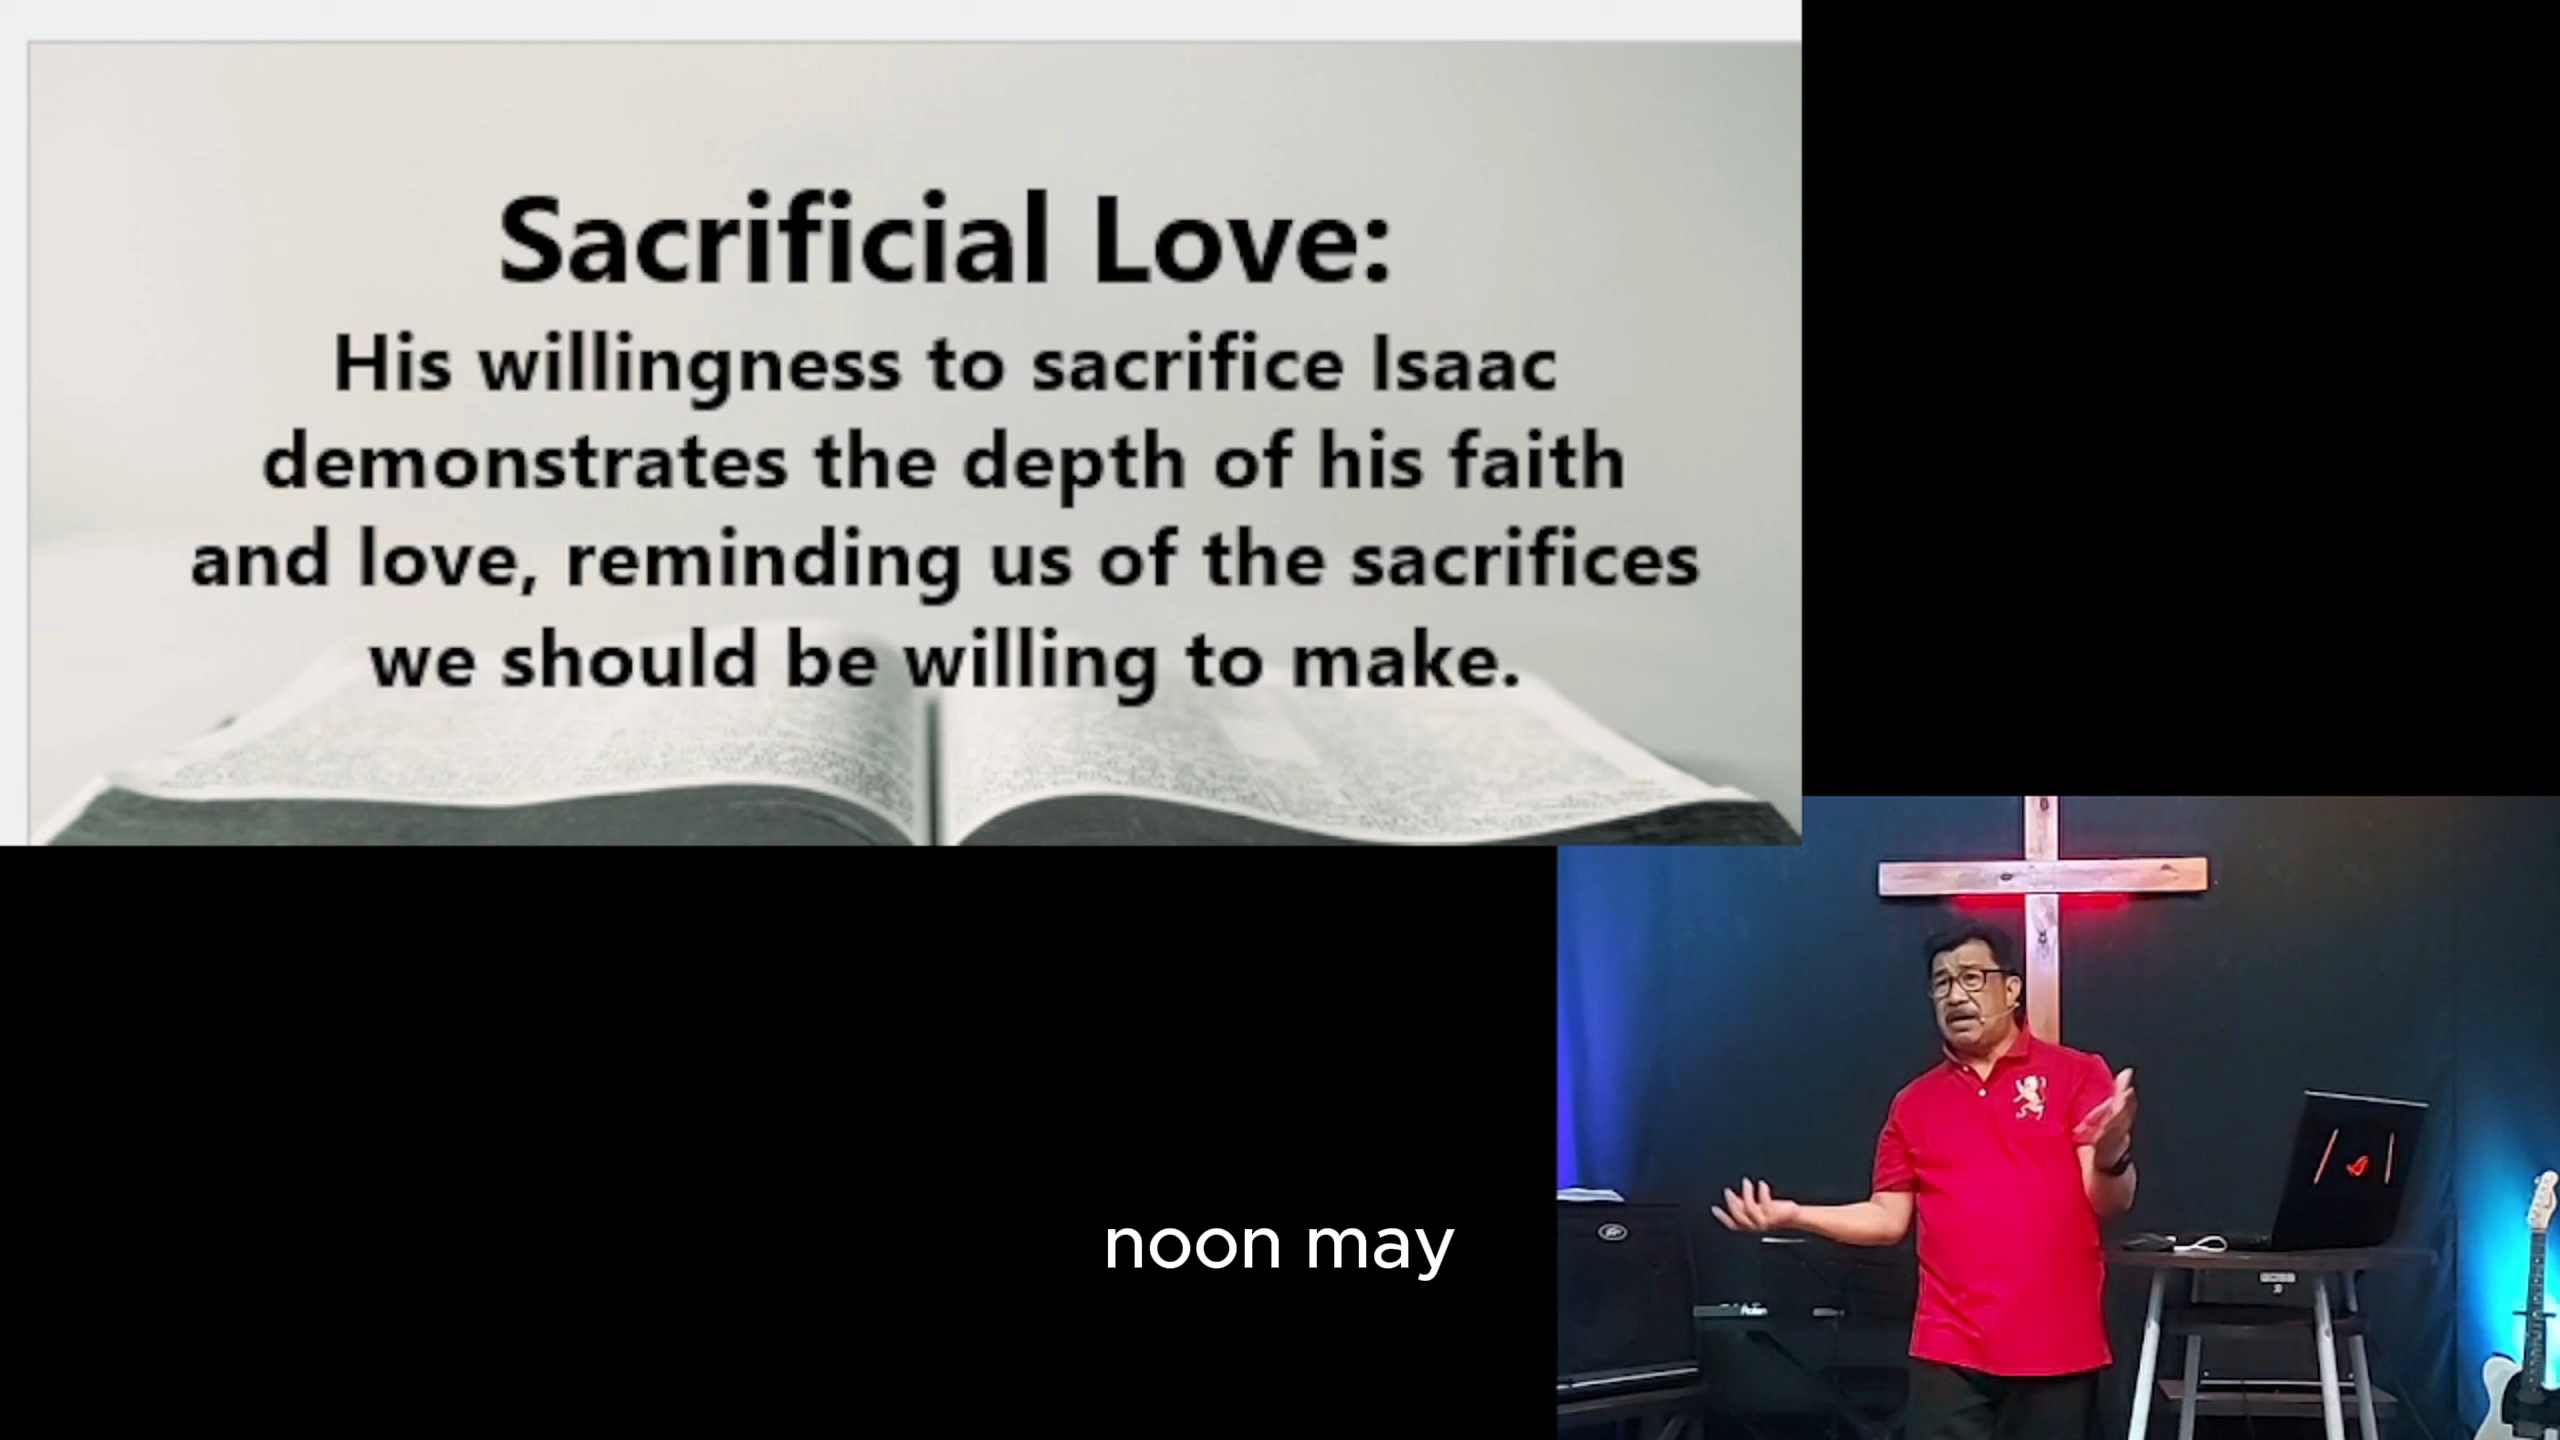 Sacrificial Love:
His willingness to sacrifice Isaac
demonstrates the depth of his faith
and love, reminding us of the sacrifices
we should be willing to make.
noon may